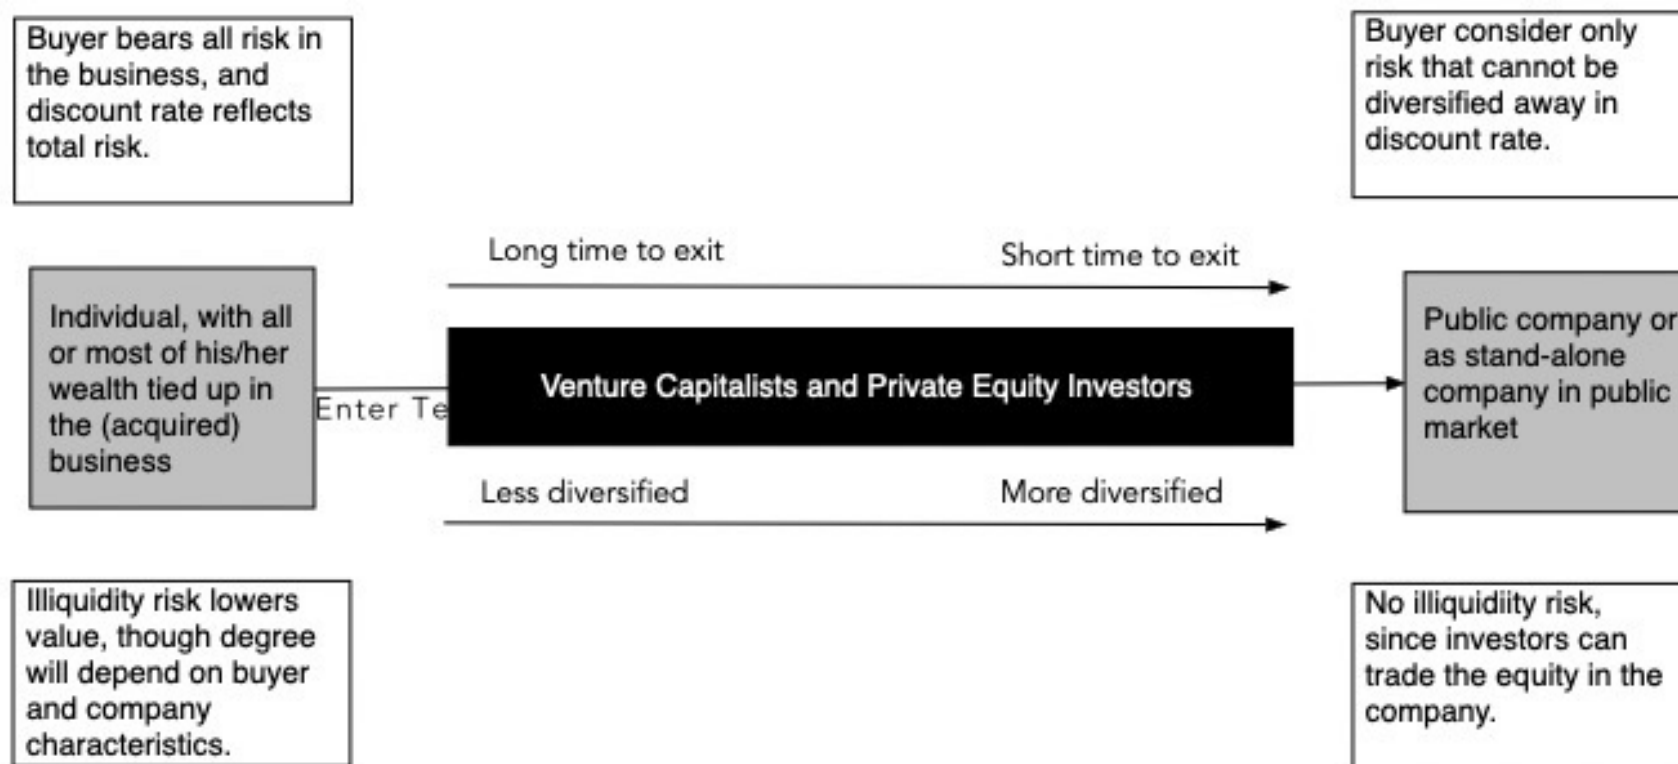 Buyer bears all risk in
the business, and
discount rate reflects
total risk.
Buyer consider only
risk that cannot be
diversified away in
discount rate.
Long time to exit
Short time to exit
Individual, with all
or most of his/her
wealth tied up in
the (acquired)
business
Enter Te
Venture Capitalists and Private Equity Investors
Public company or
as stand-alone
company in public
market
Less diversified
More diversified
Illiquidity risk lowers
value, though degree
will depend on buyer
and company
characteristics.
No illiquidiity risk,
since investors can
trade the equity in the
company.